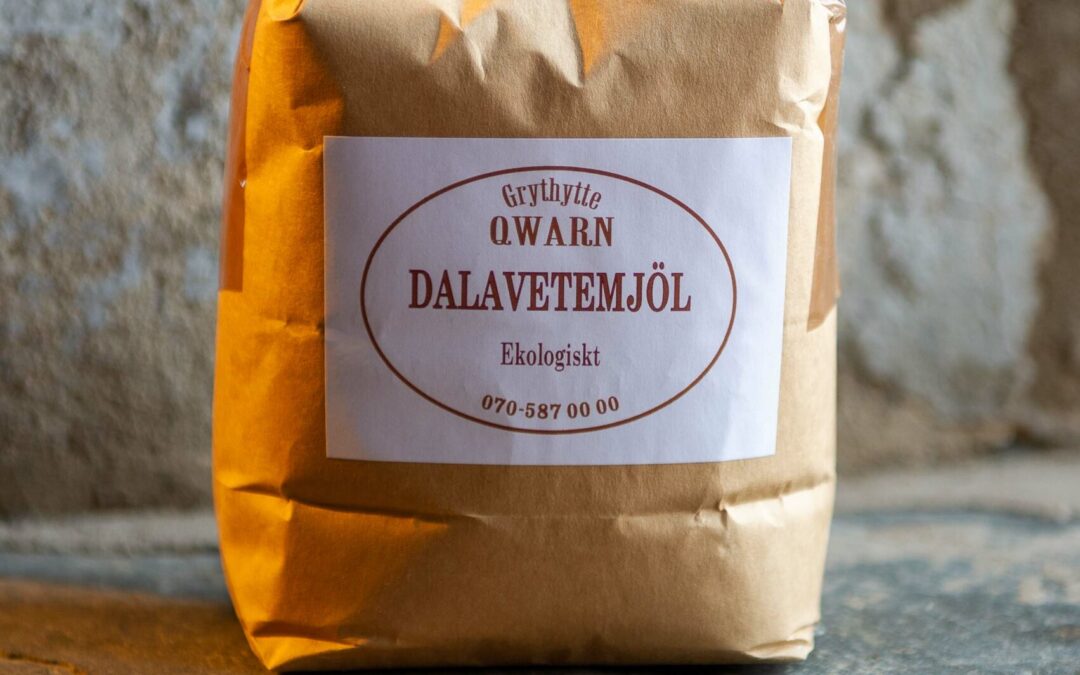 Grythytte
QWARN
DALAVETEMJÖL
Ekologiskt
070-587 00 00